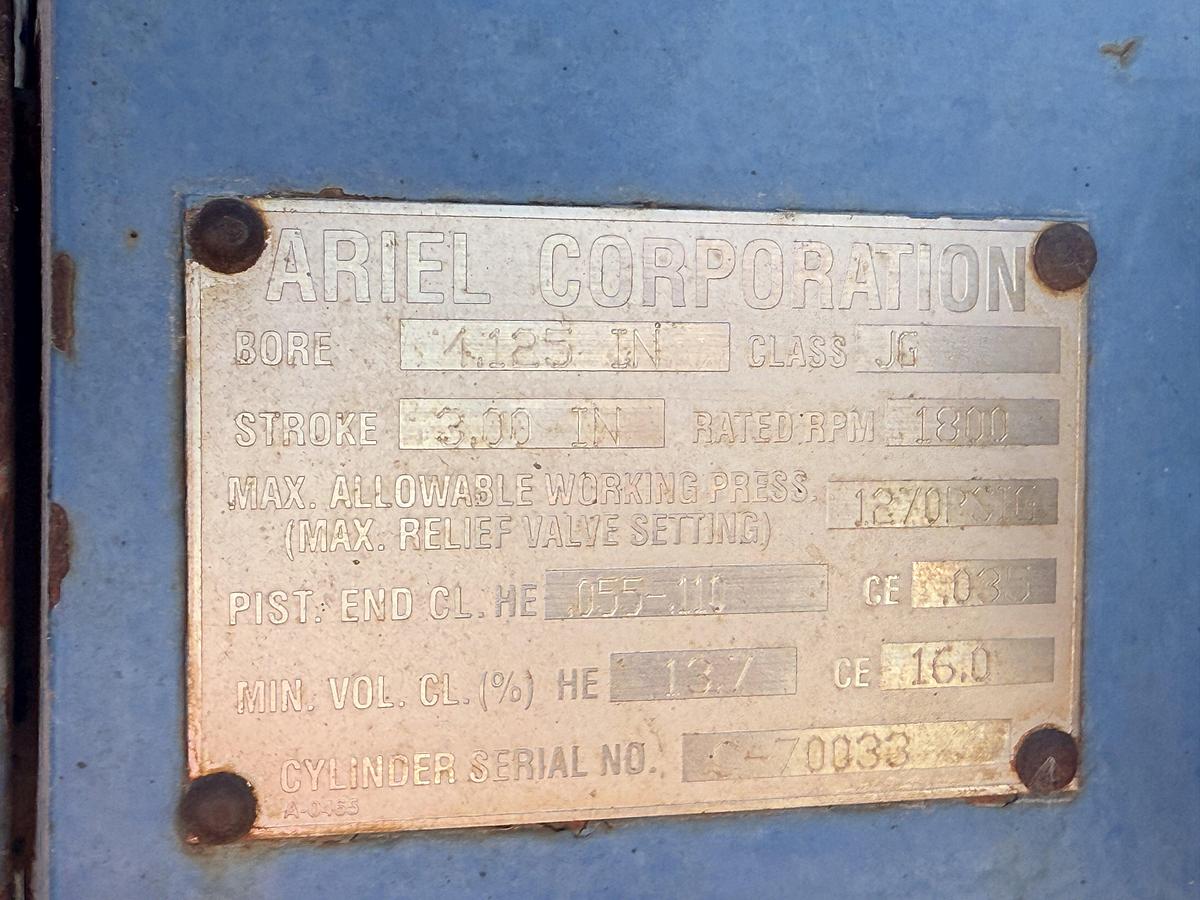 ARIEL CORPORATION
BORE 4.125 IN CLASS JG
STROKE 3.00 IN RATED RPM 1800
MAX. ALLOWABLE WORKING PRESS. 1270PSIG
(MAX. RELIEF VALVE SETTING)
PIST. END CL. HE .055-.110 CE .035
MIN. VOL. CL. (%) HE 13.7 CE 16.0
CYLINDER SERIAL NO. C-70033